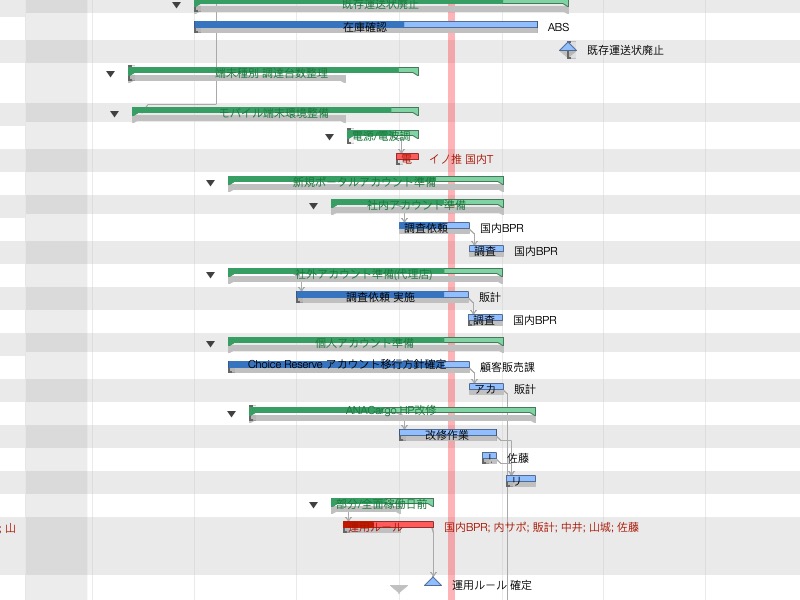 既存運送状廃止
在庫確認 ABS
既存運送状廃止
端末種別 調達台数整理
モバイル端末環境整備
電源/電波調
電 イノ推 国内T
新規ポータルアカウント準備
社内アカウント準備
調査依頼 国内BPR
調査 国内BPR
社外アカウント準備(代理店)
調査依頼 実施 販計
調査 国内BPR
個人アカウント準備
Choice Reserve アカウント移行方針確定 顧客販売課
アカ 販計
ANACargo HP改修
改修作業
佐藤
リ
部分/全面稼働日前
; 山 運用ルール 国内BPR; 内サポ; 販計; 中井; 山城; 佐藤
運用ルール 確定